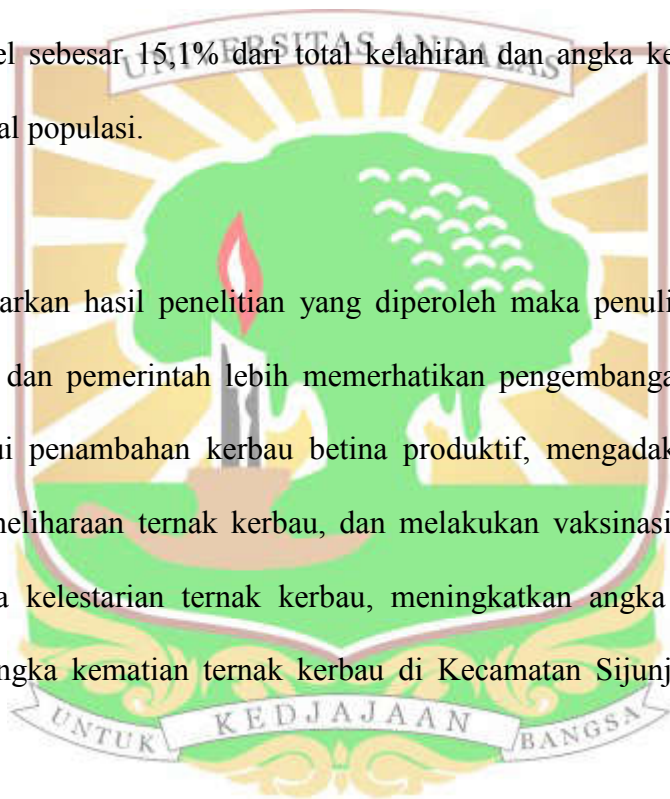 el sebesar 15,1% dari total kelahiran dan angka ke
UNIVERSITAS ANDALAS
al populasi.
arkan hasil penelitian yang diperoleh maka penuli
dan pemerintah lebih memerhatikan pengembanga
ui penambahan kerbau betina produktif, mengadak
neliharaan ternak kerbau, dan melakukan vaksinasi
a kelestarian ternak kerbau, meningkatkan angka
ngka kematian ternak kerbau di Kecamatan Sijunj
UNTUK KEDJAJAAN BANGSA